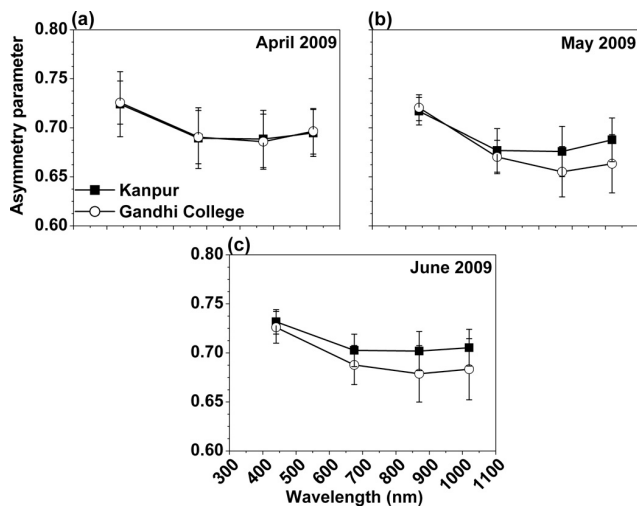 (a)
April 2009
0.80
0.75
0.70
0.65
0.60
Asymmetry parameter
Kanpur
Gandhi College
(b)
May 2009
(c)
June 2009
0.80
0.75
0.70
0.65
0.60
300 400 500 600 700 800 900 1000 1100
Wavelength (nm)